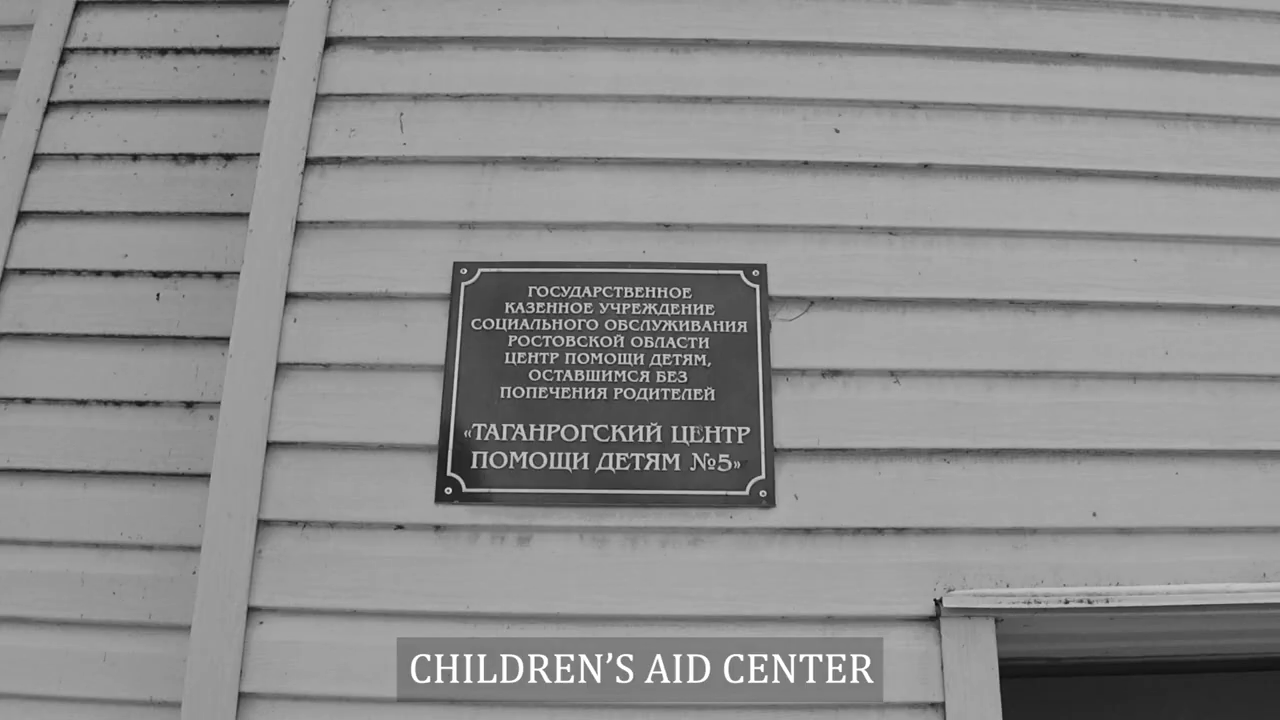 ГОСУДАРСТВЕННОЕ
КАЗЕННОЕ УЧРЕЖДЕНИЕ
СОЦИАЛЬНОГО ОБСЛУЖИВАНИЯ
РОСТОВСКОЙ ОБЛАСТИ
ЦЕНТР ПОМОЩИ ДЕТЯМ,
ОСТАВШИМСЯ БЕЗ
ПОПЕЧЕНИЯ РОДИТЕЛЕЙ
«ТАГАНРОГСКИЙ ЦЕНТР
ПОМОЩИ ДЕТЯМ №5»
CHILDREN’S AID CENTER